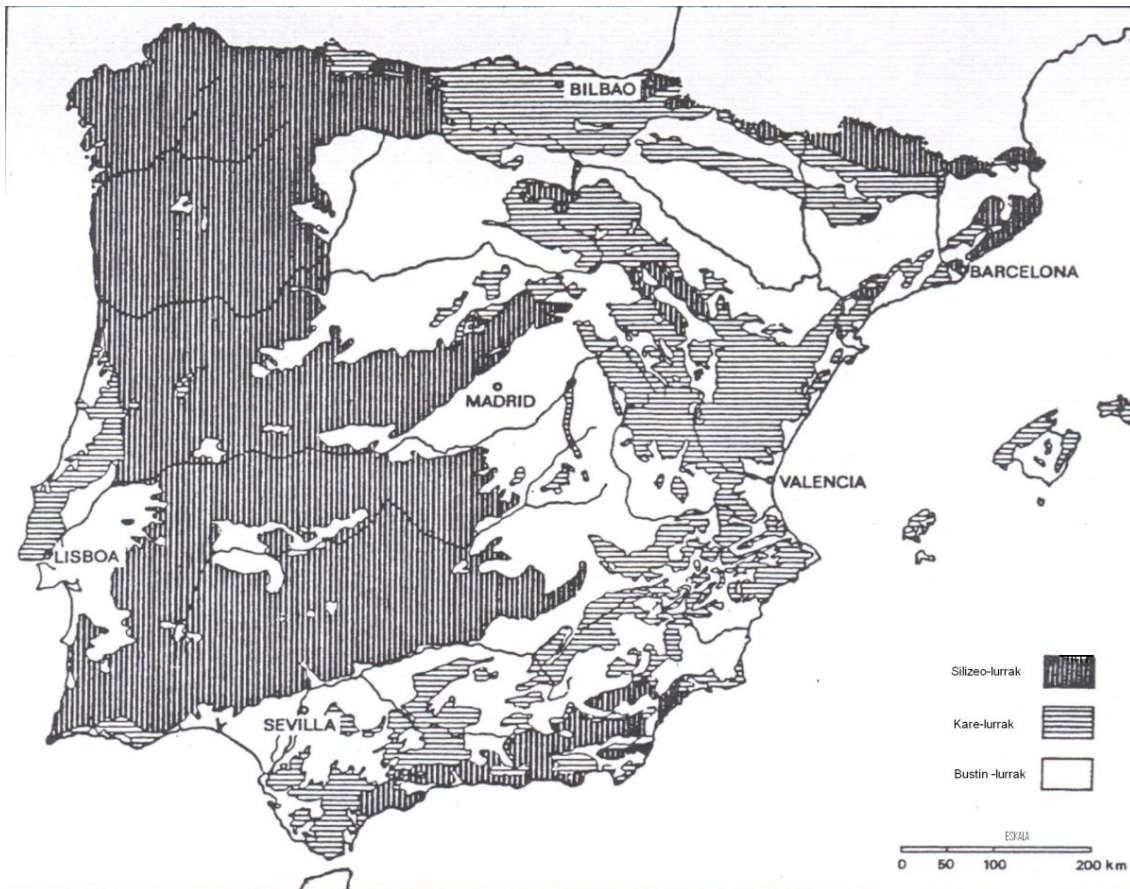 BILBAO
BARCELONA
MADRID
VALENCIA
LISBOA
SEVILLA
Silizeo-lurrak
Kare-lurrak
Bustin -lurrak
ESKALA
0 50 100 200 km